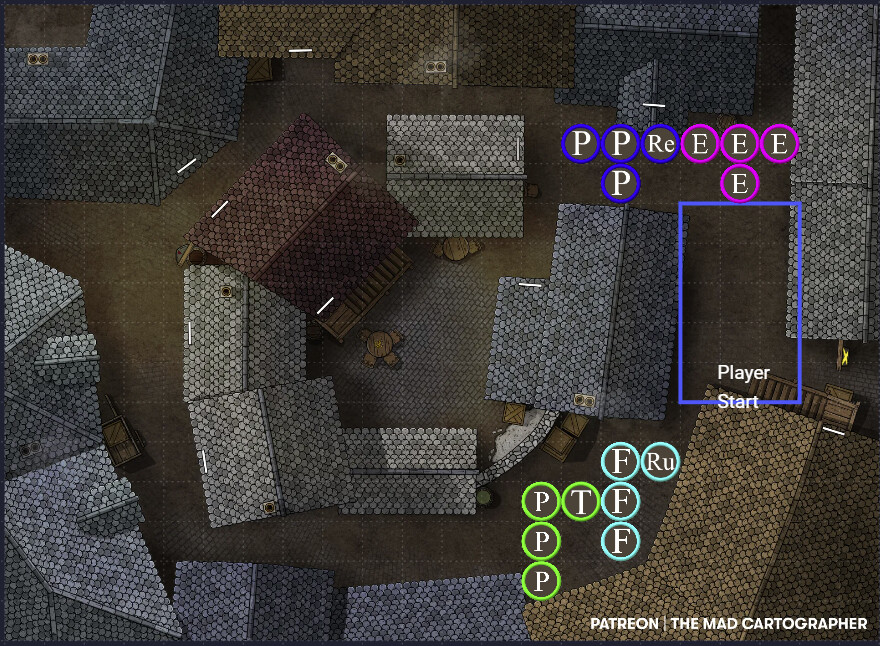 P P Re E E E
P E
Player
Start
F Ru
P T F
P F
P
PATREON | THE MAD CARTOGRAPHER